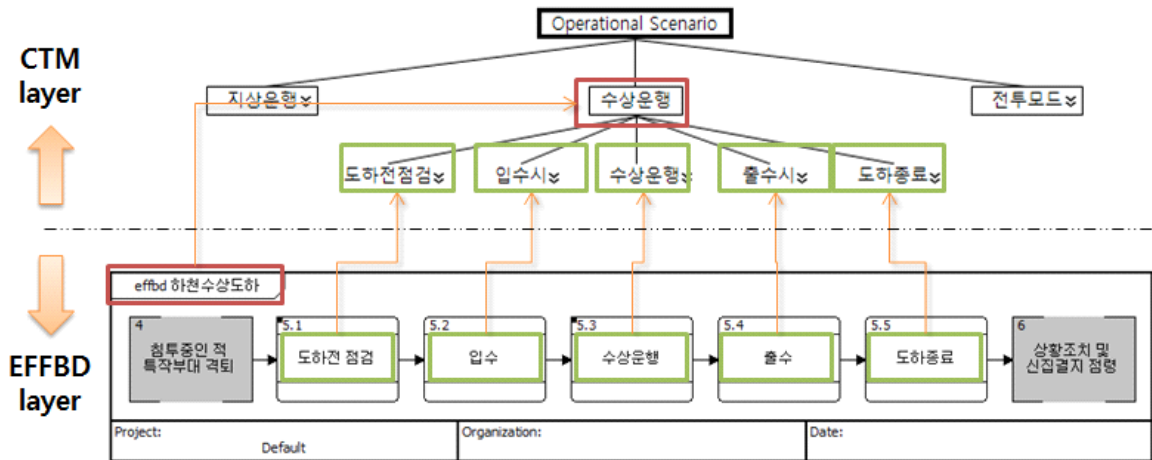 Operational Scenario
CTM
layer
지상운행
수상운행
전투모드
도하전점검
입수시
수상운행
출수시
도하종료
effbd 하천수상도하
4
침투중인 적
특작부대 격퇴
5.1
도하전 점검
5.2
입수
5.3
수상운행
5.4
출수
5.5
도하종료
6
상황조치 및
신집결지 점령
EFFBD
layer
Project:
Default
Organization:
Date: